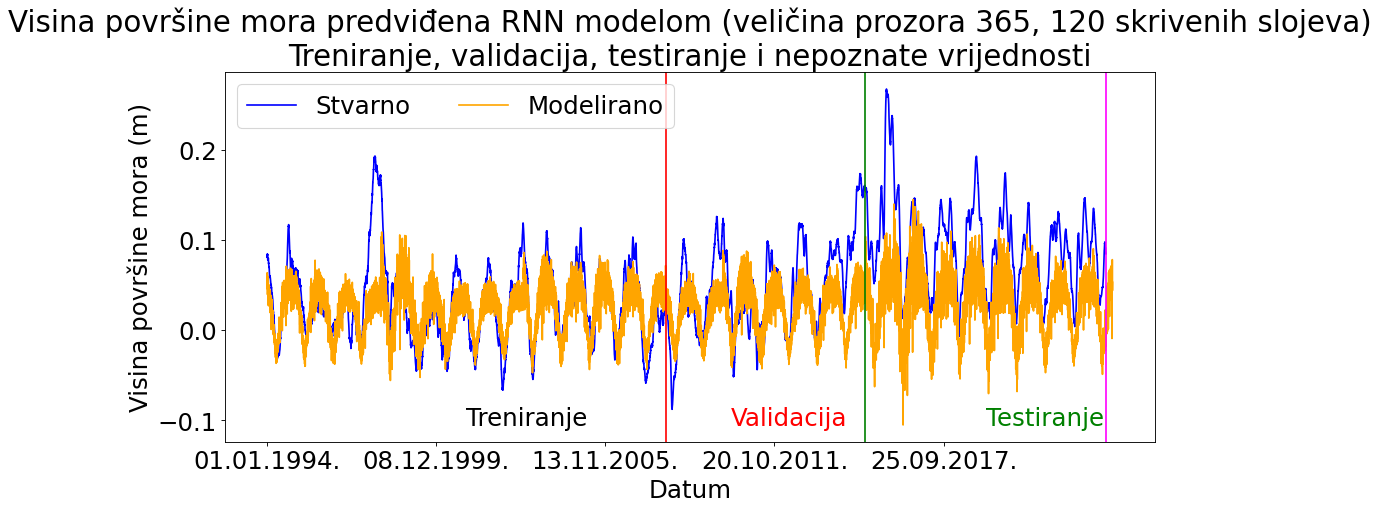 Visina površine mora predviđena RNN modelom (veličina prozora 365, 120 skrivenih slojeva)
Treniranje, validacija, testiranje i nepoznate vrijednosti
Stvarno Modelirano
Visina površine mora (m)
0.2
0.1
0.0
−0.1
Treniranje Validacija Testiranje
01.01.1994. 08.12.1999. 13.11.2005. 20.10.2011. 25.09.2017.
Datum